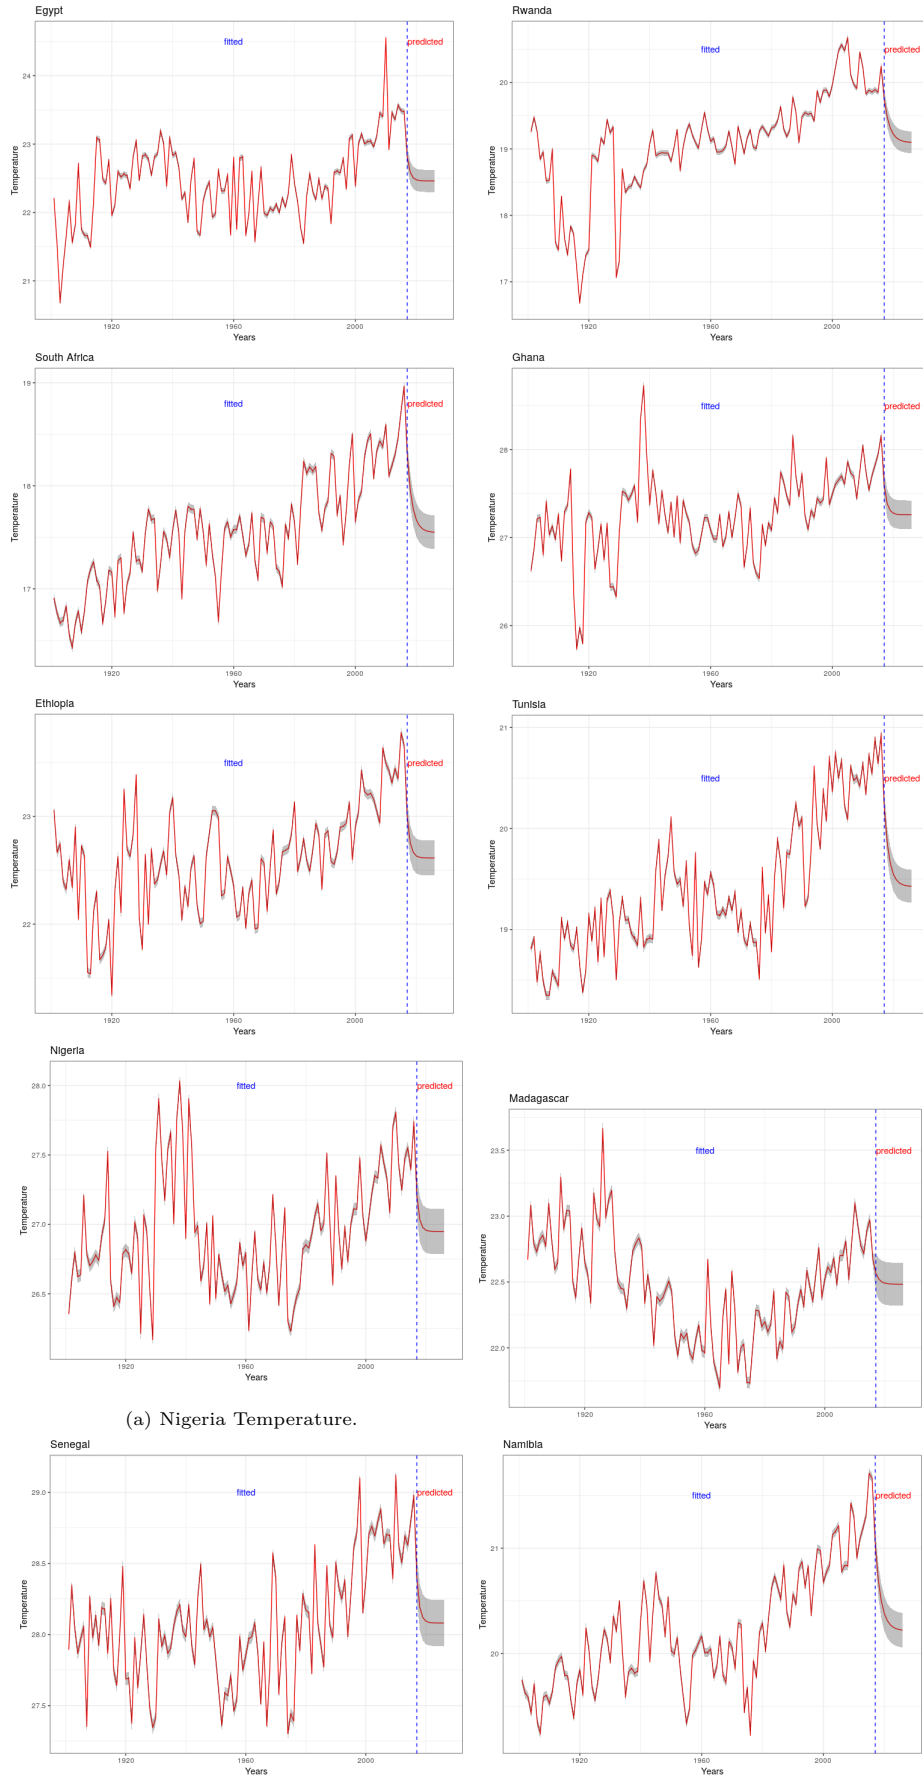 Egypt
fitted
predicted
24
23
22
21
Temperature
1920
1960
2000
Years
Rwanda
fitted
predicted
20
19
18
17
Temperature
1920
1960
2000
Years
South Africa
fitted
predicted
19
18
17
Temperature
1920
1960
2000
Years
Ghana
fitted
predicted
28
27
26
Temperature
1920
1960
2000
Years
Ethiopia
fitted
predicted
23
22
Temperature
1920
1960
2000
Years
Tunisia
fitted
predicted
21
20
19
Temperature
1920
1960
2000
Years
Nigeria
fitted
predicted
28.0
27.5
27.0
26.5
Temperature
1920
1960
2000
Years
(a) Nigeria Temperature.
Madagascar
fitted
predicted
23.5
23.0
22.5
22.0
Temperature
1920
1960
2000
Years
Senegal
fitted
predicted
29.0
28.5
28.0
27.5
Temperature
1920
1960
2000
Years
Namibia
fitted
predicted
21
20
Temperature
1920
1960
2000
Years